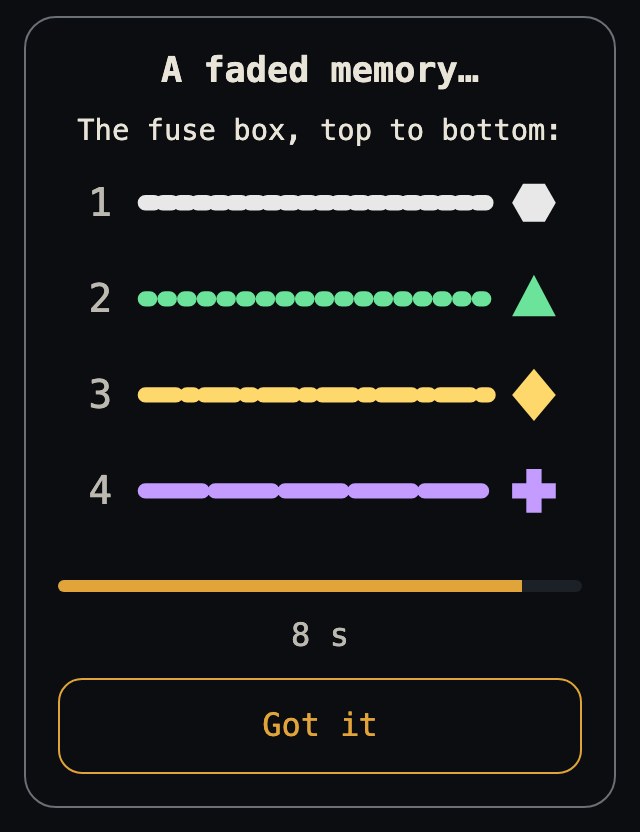 A faded memory…
The fuse box, top to bottom:
1
2
3
4
8 s
Got it